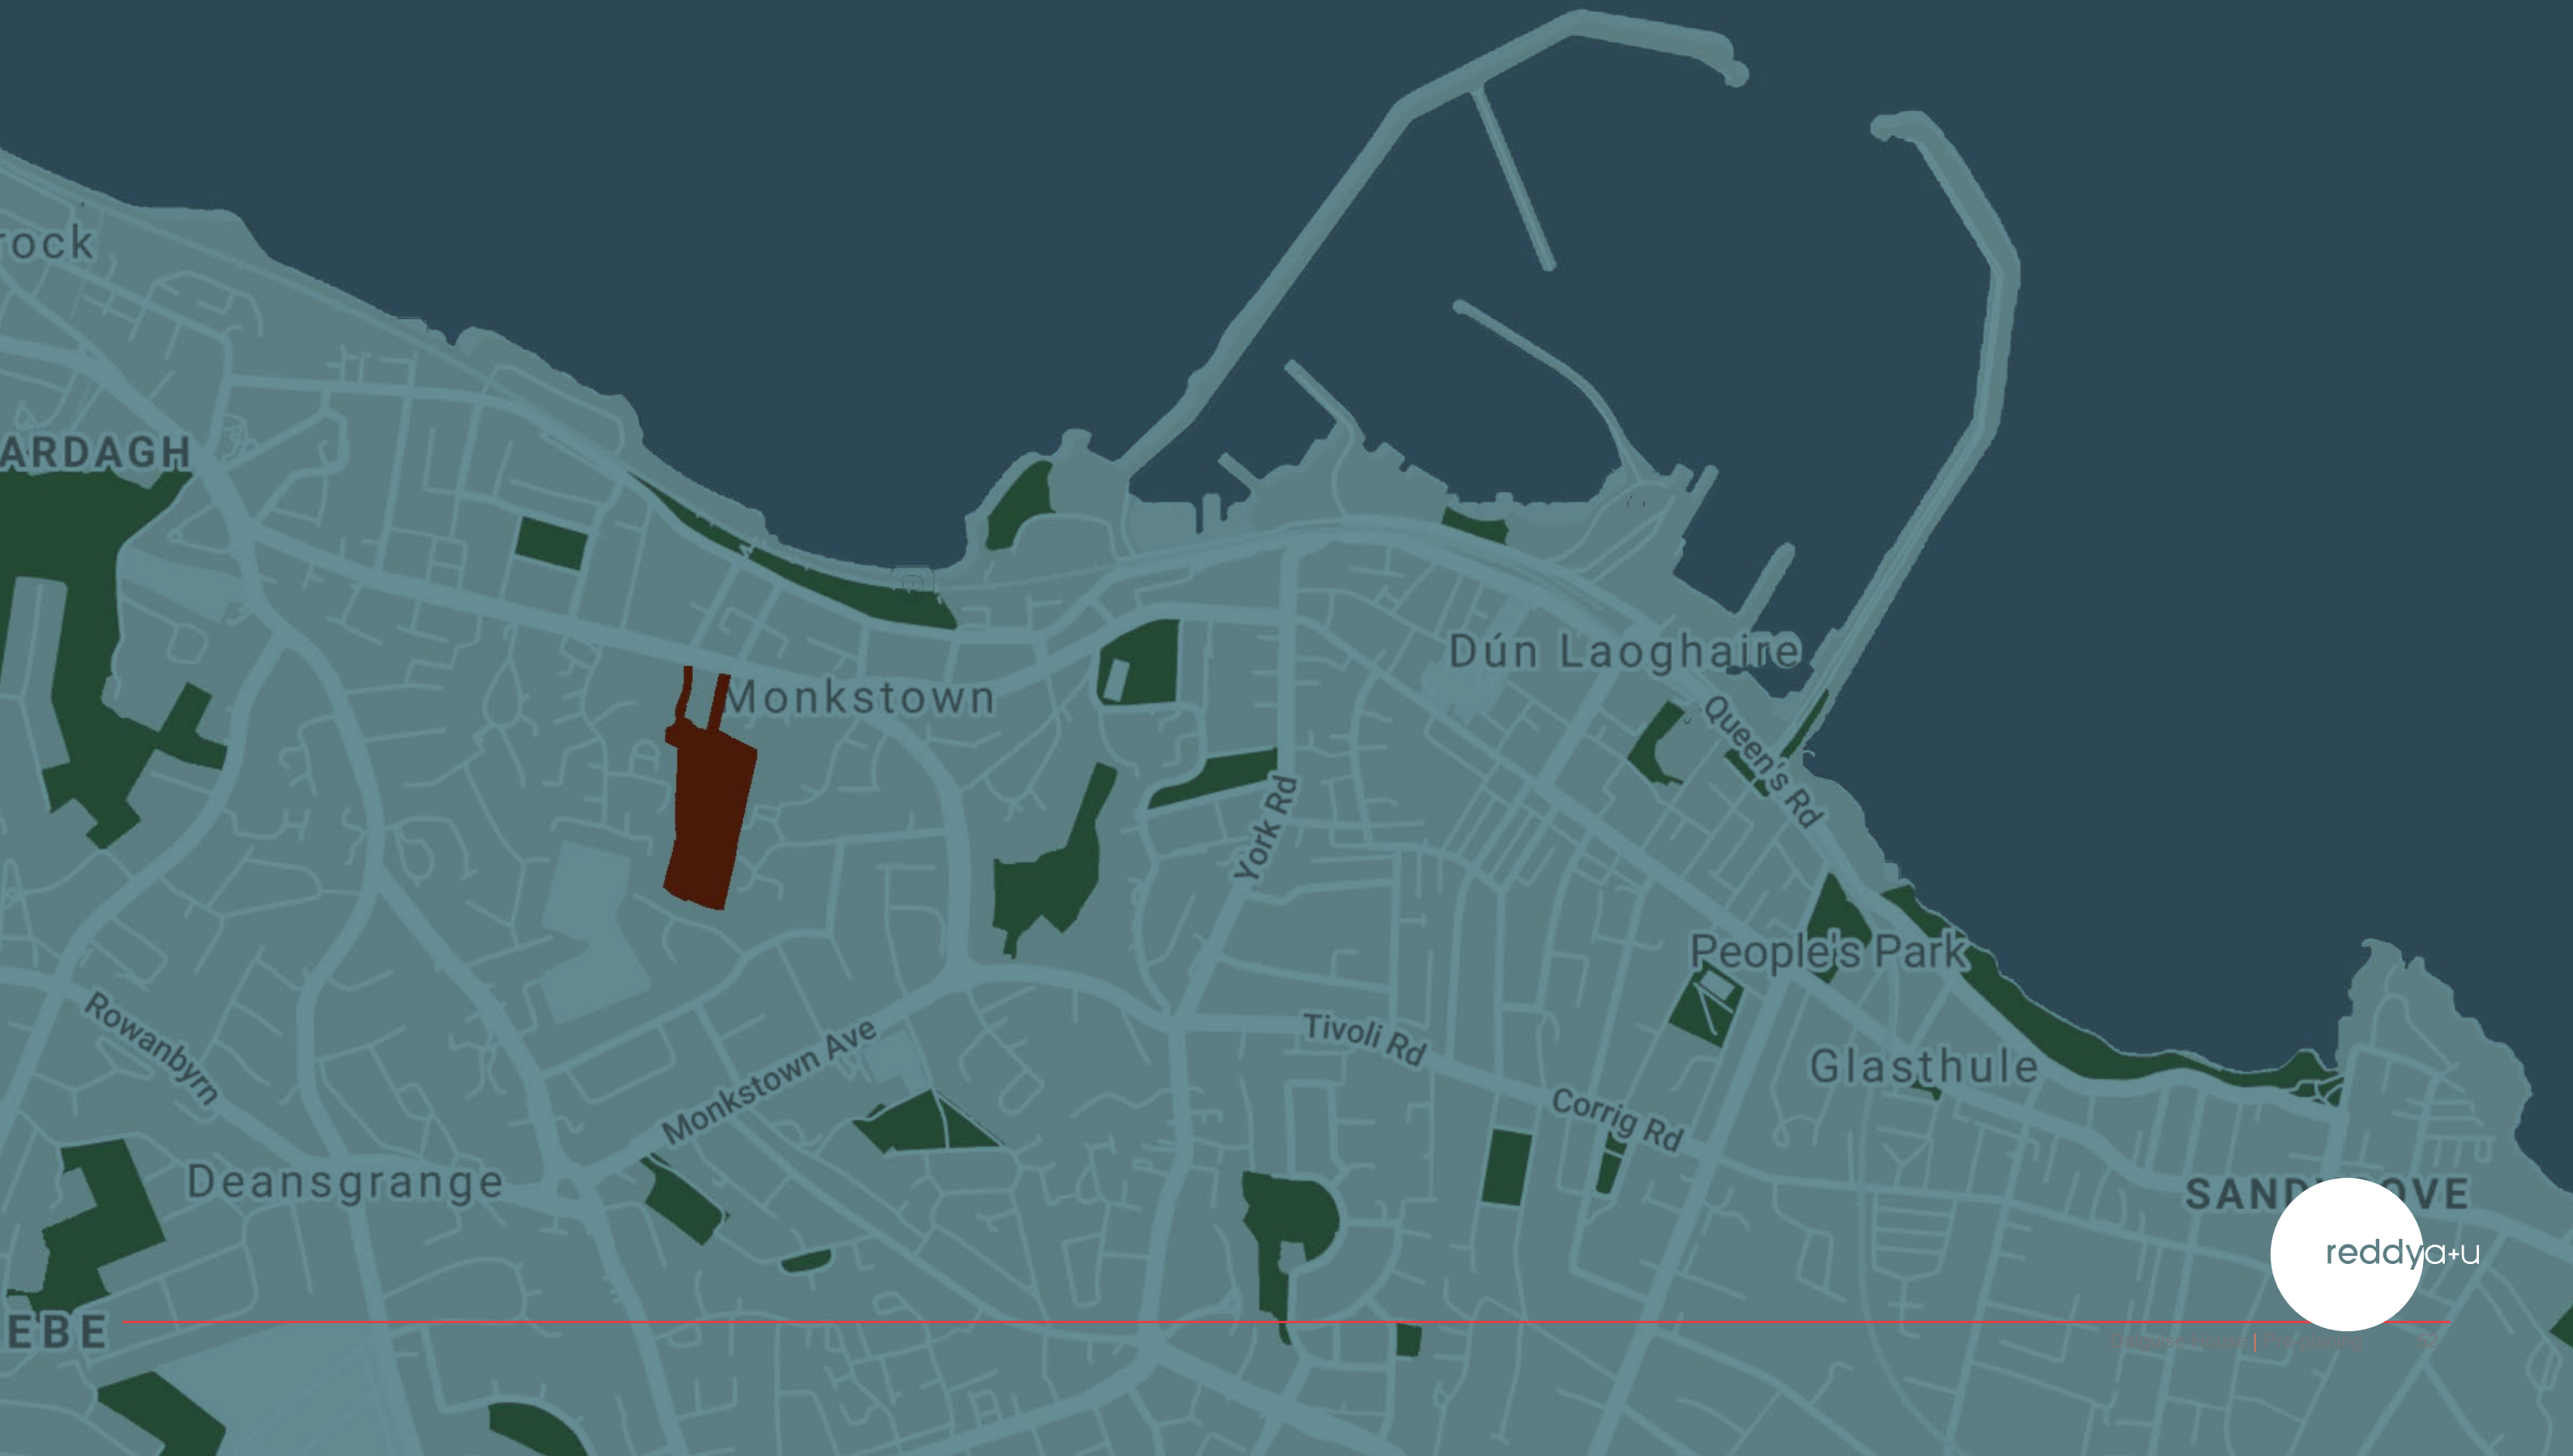 rock
ARDAGH
Dún Laoghaire
Monkstown
Queen's Rd
York Rd
People's Park
Rowanbyrn
Monkstown Ave
Tivoli Rd
Glasthule
Corrig Rd
Deansgrange
reddya+u
EBE